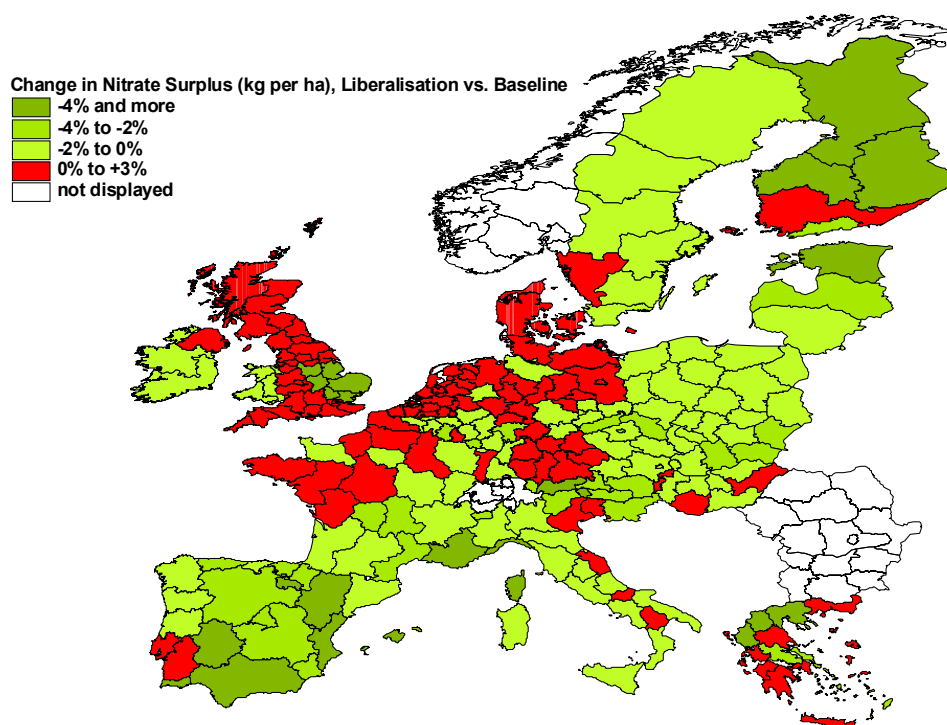 Change in Nitrate Surplus (kg per ha), Liberalisation vs. Baseline
-4% and more
-4% to -2%
-2% to 0%
0% to +3%
not displayed